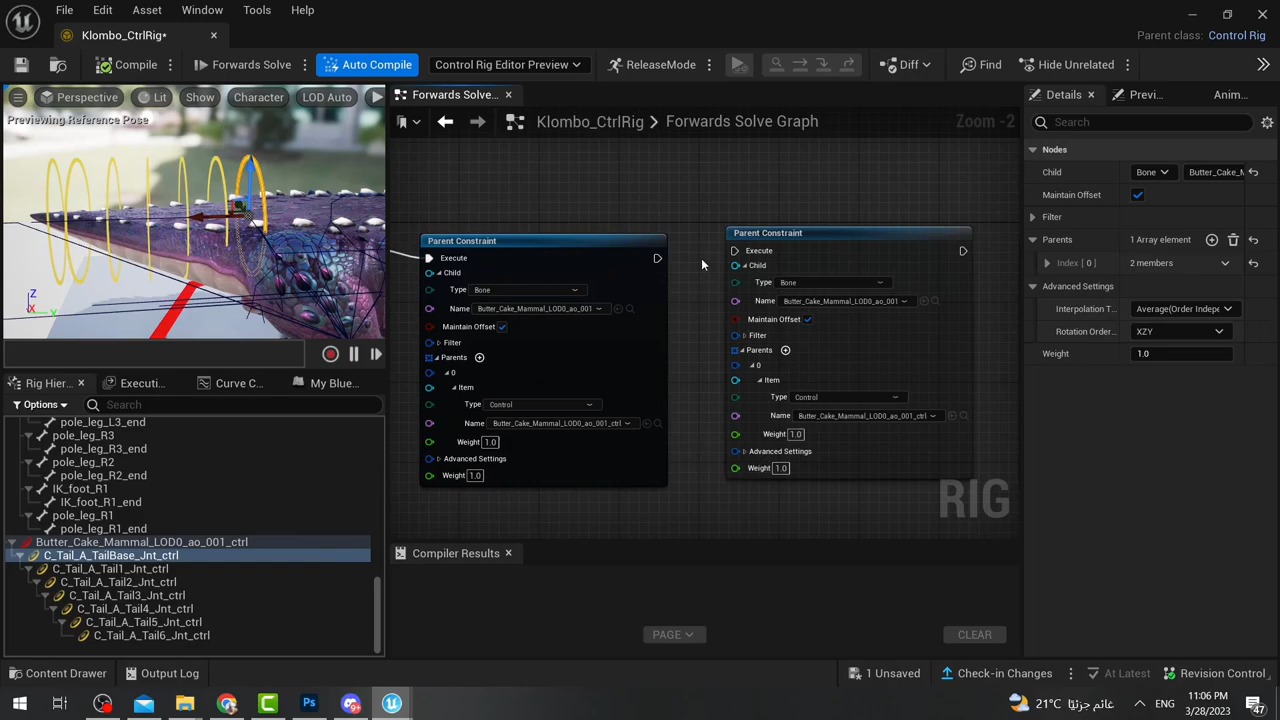 File Edit Asset Window Tools Help
Klombo_CtrlRig*
Parent class: Control Rig
Compile Forwards Solve Auto Compile Control Rig Editor Preview ReleaseMode Diff Find Hide Unrelated
Perspective Lit Show Character LOD Auto
Previewing Reference Pose
Z
X
Forwards Solve...
Klombo_CtrlRig > Forwards Solve Graph
Zoom -2
Parent Constraint
Execute
Child
Type Bone
Name Butter_Cake_Mammal_LOD0_ao_001
Maintain Offset
Filter
Parents
0
Item
Type Control
Name Butter_Cake_Mammal_LOD0_ao_001_ctrl
Weight 1.0
Advanced Settings
Weight 1.0
Parent Constraint
Execute
Child
Type Bone
Name Butter_Cake_Mammal_LOD0_ao_001
Maintain Offset
Filter
Parents
0
Item
Type Control
Name Butter_Cake_Mammal_LOD0_ao_001_ctrl
Weight 1.0
Advanced Settings
Weight 1.0
RIG
Compiler Results
PAGE
CLEAR
Details Previ... Anim...
Search
Nodes
Child Bone Butter_Cake_M
Maintain Offset
Filter
Parents 1 Array element
Index [ 0 ] 2 members
Advanced Settings
Interpolation T Average(Order Indepe
Rotation Order... XZY
Weight 1.0
Rig Hier... Executi... Curve C... My Blue...
Options Search
pole_leg_L3_end
pole_leg_R3
pole_leg_R3_end
pole_leg_R2
pole_leg_R2_end
IK_foot_R1
IK_foot_R1_end
pole_leg_R1
pole_leg_R1_end
Butter_Cake_Mammal_LOD0_ao_001_ctrl
C_Tail_A_TailBase_Jnt_ctrl
C_Tail_A_Tail1_Jnt_ctrl
C_Tail_A_Tail2_Jnt_ctrl
C_Tail_A_Tail3_Jnt_ctrl
C_Tail_A_Tail4_Jnt_ctrl
C_Tail_A_Tail5_Jnt_ctrl
C_Tail_A_Tail6_Jnt_ctrl
Content Drawer Output Log 1 Unsaved Check-in Changes At Latest Revision Control
21°C غائم جزئيًا ENG 11:06 PM
3/28/2023
47